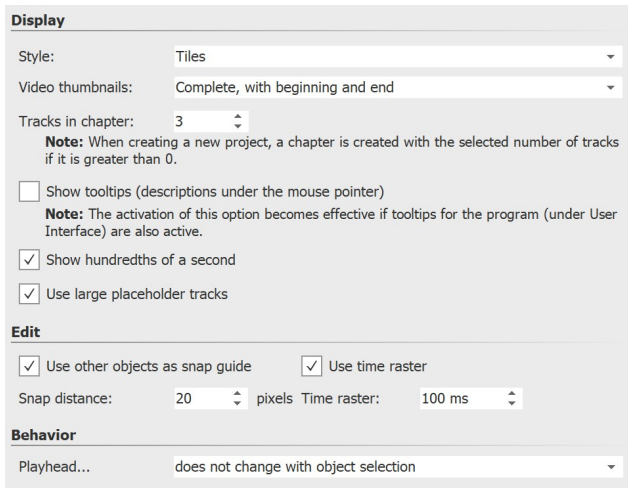 Display
Style: Tiles
Video thumbnails: Complete, with beginning and end
Tracks in chapter: 3
Note: When creating a new project, a chapter is created with the selected number of tracks
if it is greater than 0.
Show tooltips (descriptions under the mouse pointer)
Note: The activation of this option becomes effective if tooltips for the program (under User
Interface) are also active.
Show hundredths of a second
Use large placeholder tracks
Edit
Use other objects as snap guide Use time raster
Snap distance: 20 pixels Time raster: 100 ms
Behavior
Playhead... does not change with object selection